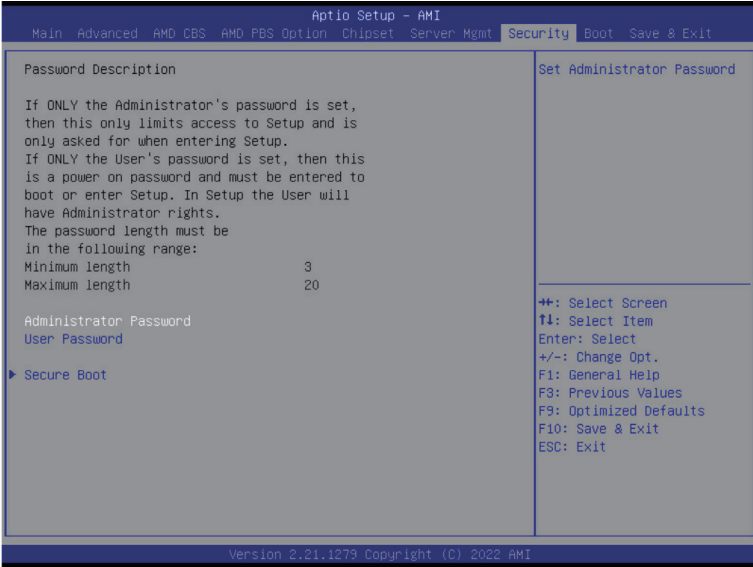 Aptio Setup – AMI
Main Advanced AMD CBS AMD PBS Option Chipset Server Mgmt Security Boot Save & Exit
Password Description
If ONLY the Administrator's password is set,
then this only limits access to Setup and is
only asked for when entering Setup.
If ONLY the User's password is set, then this
is a power on password and must be entered to
boot or enter Setup. In Setup the User will
have Administrator rights.
The password length must be
in the following range:
Minimum length 3
Maximum length 20
Administrator Password
User Password
Secure Boot
Set Administrator Password
→←: Select Screen
↑↓: Select Item
Enter: Select
+/-: Change Opt.
F1: General Help
F3: Previous Values
F9: Optimized Defaults
F10: Save & Exit
ESC: Exit
Version 2.21.1279 Copyright (C) 2022 AMI